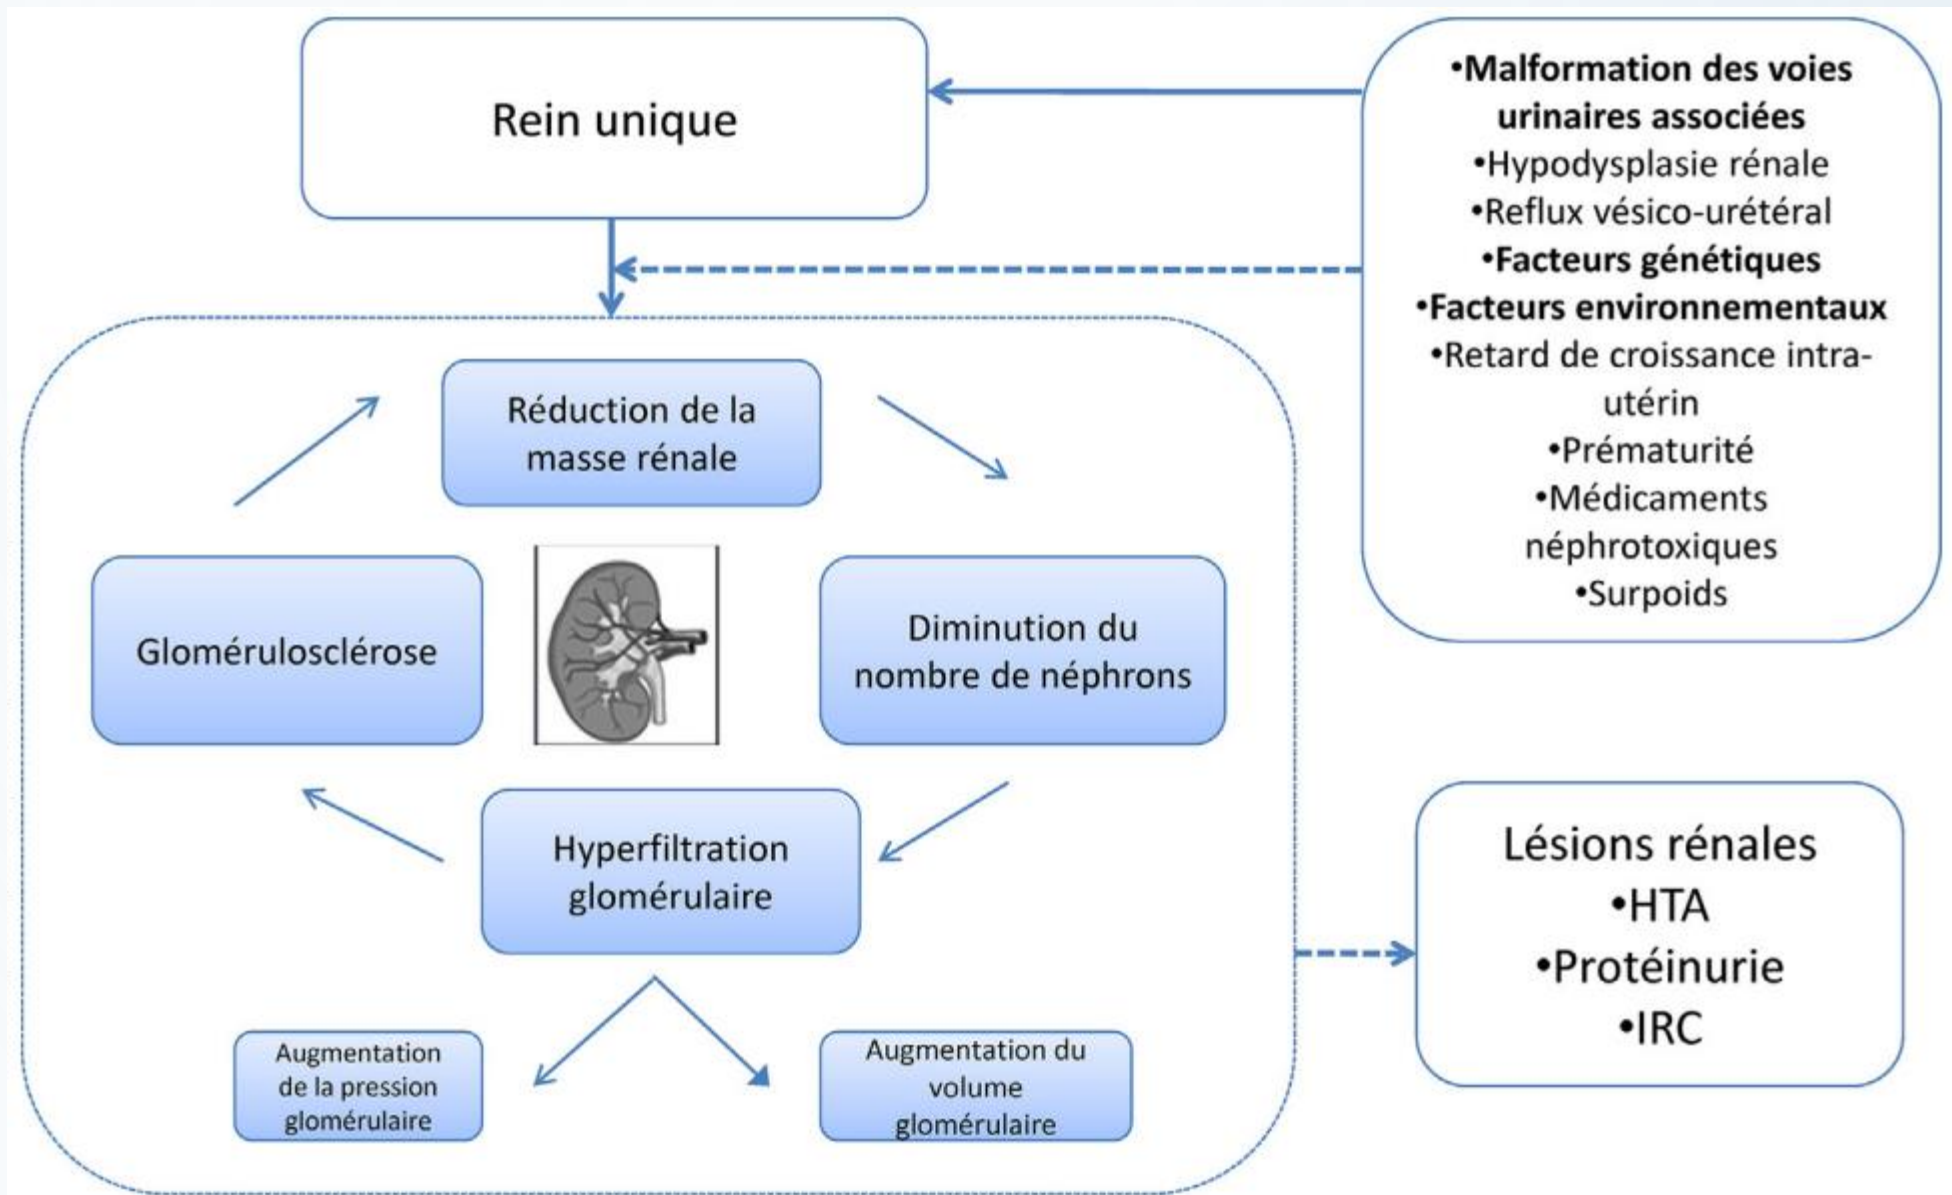 Rein unique
•Malformation des voies
urinaires associées
•Hypodysplasie rénale
•Reflux vésico-urétéral
•Facteurs génétiques
•Facteurs environnementaux
•Retard de croissance intra-
utérin
•Prématurité
•Médicaments
néphrotoxiques
•Surpoids
Réduction de la
masse rénale
Glomérulosclérose
Diminution du
nombre de néphrons
Hyperfiltration
glomérulaire
Augmentation
de la pression
glomérulaire
Augmentation du
volume
glomérulaire
Lésions rénales
•HTA
•Protéinurie
•IRC